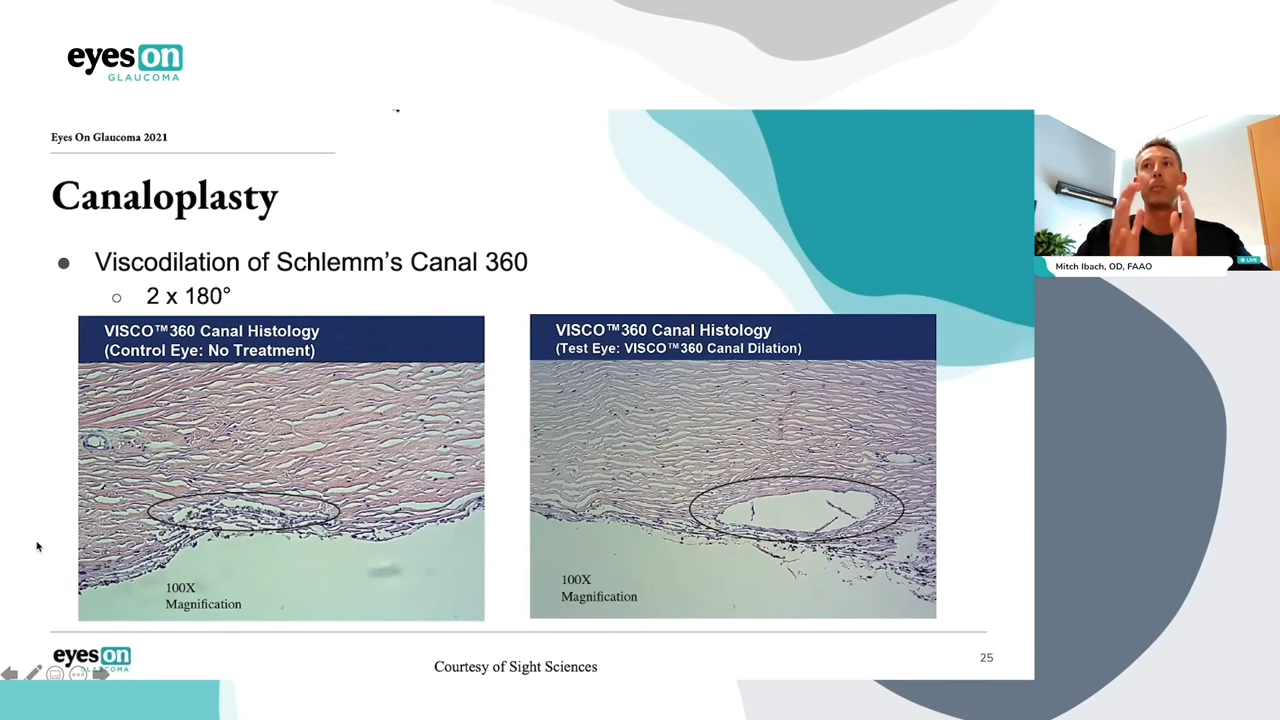 eyes on
GLAUCOMA
Eyes On Glaucoma 2021
Canaloplasty
● Viscodilation of Schlemm's Canal 360
○ 2 x 180°
VISCO™360 Canal Histology
(Control Eye: No Treatment)
100X
Magnification
VISCO™360 Canal Histology
(Test Eye: VISCO™360 Canal Dilation)
100X
Magnification
Mitch Ibach, OD, FAAO
LIVE
eyes on
GLAUCOMA
Courtesy of Sight Sciences
25